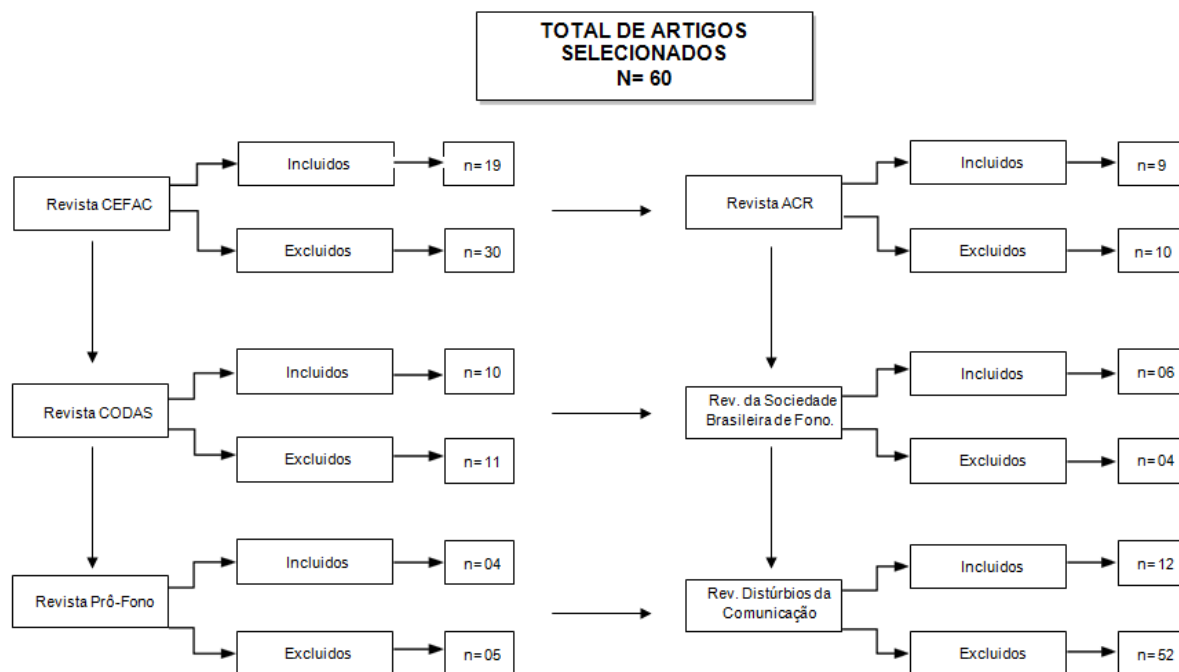 TOTAL DE ARTIGOS
SELECIONADOS
N= 60
Revista CEFAC
Incluidos
n= 19
Excluidos
n= 30
Revista ACR
Incluidos
n= 9
Excluidos
n= 10
Revista CODAS
Incluidos
n= 10
Excluidos
n= 11
Rev. da Sociedade
Brasileira de Fono.
Incluidos
n= 06
Excluidos
n= 04
Revista Prô-Fono
Incluidos
n= 04
Excluidos
n= 05
Rev. Distúrbios da
Comunicação
Incluidos
n= 12
Excluidos
n= 52